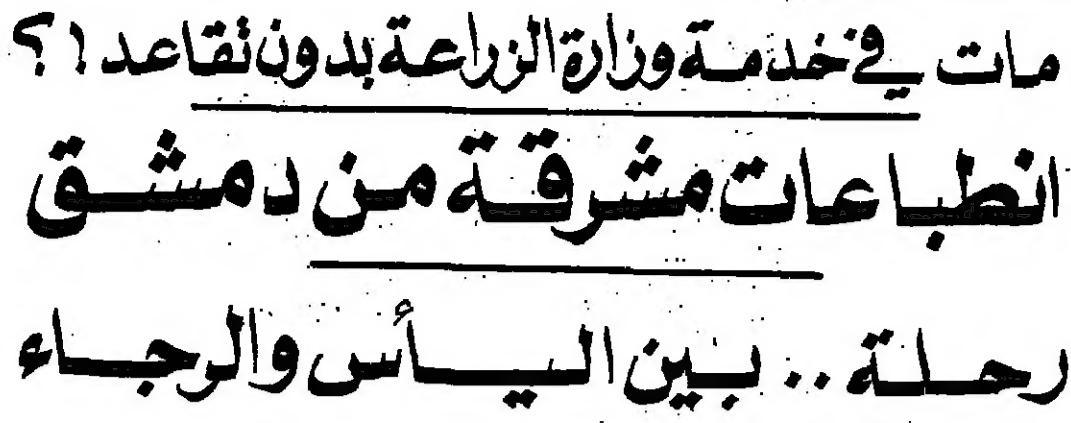 مات في خدمة وزارة الزراعة بدون تقاعد !؟
انطباعات مشرقة من دمشق
رحلة .. بين اليأس والرجاء